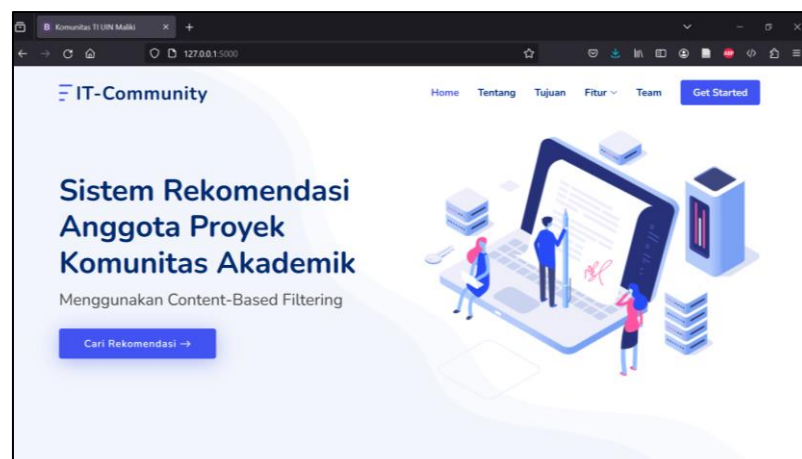 Komunitas TI UIN Maliki
127.0.0.1:5000
IT-Community
Home Tentang Tujuan Fitur Team Get Started
Sistem Rekomendasi
Anggota Proyek
Komunitas Akademik
Menggunakan Content-Based Filtering
Cari Rekomendasi →